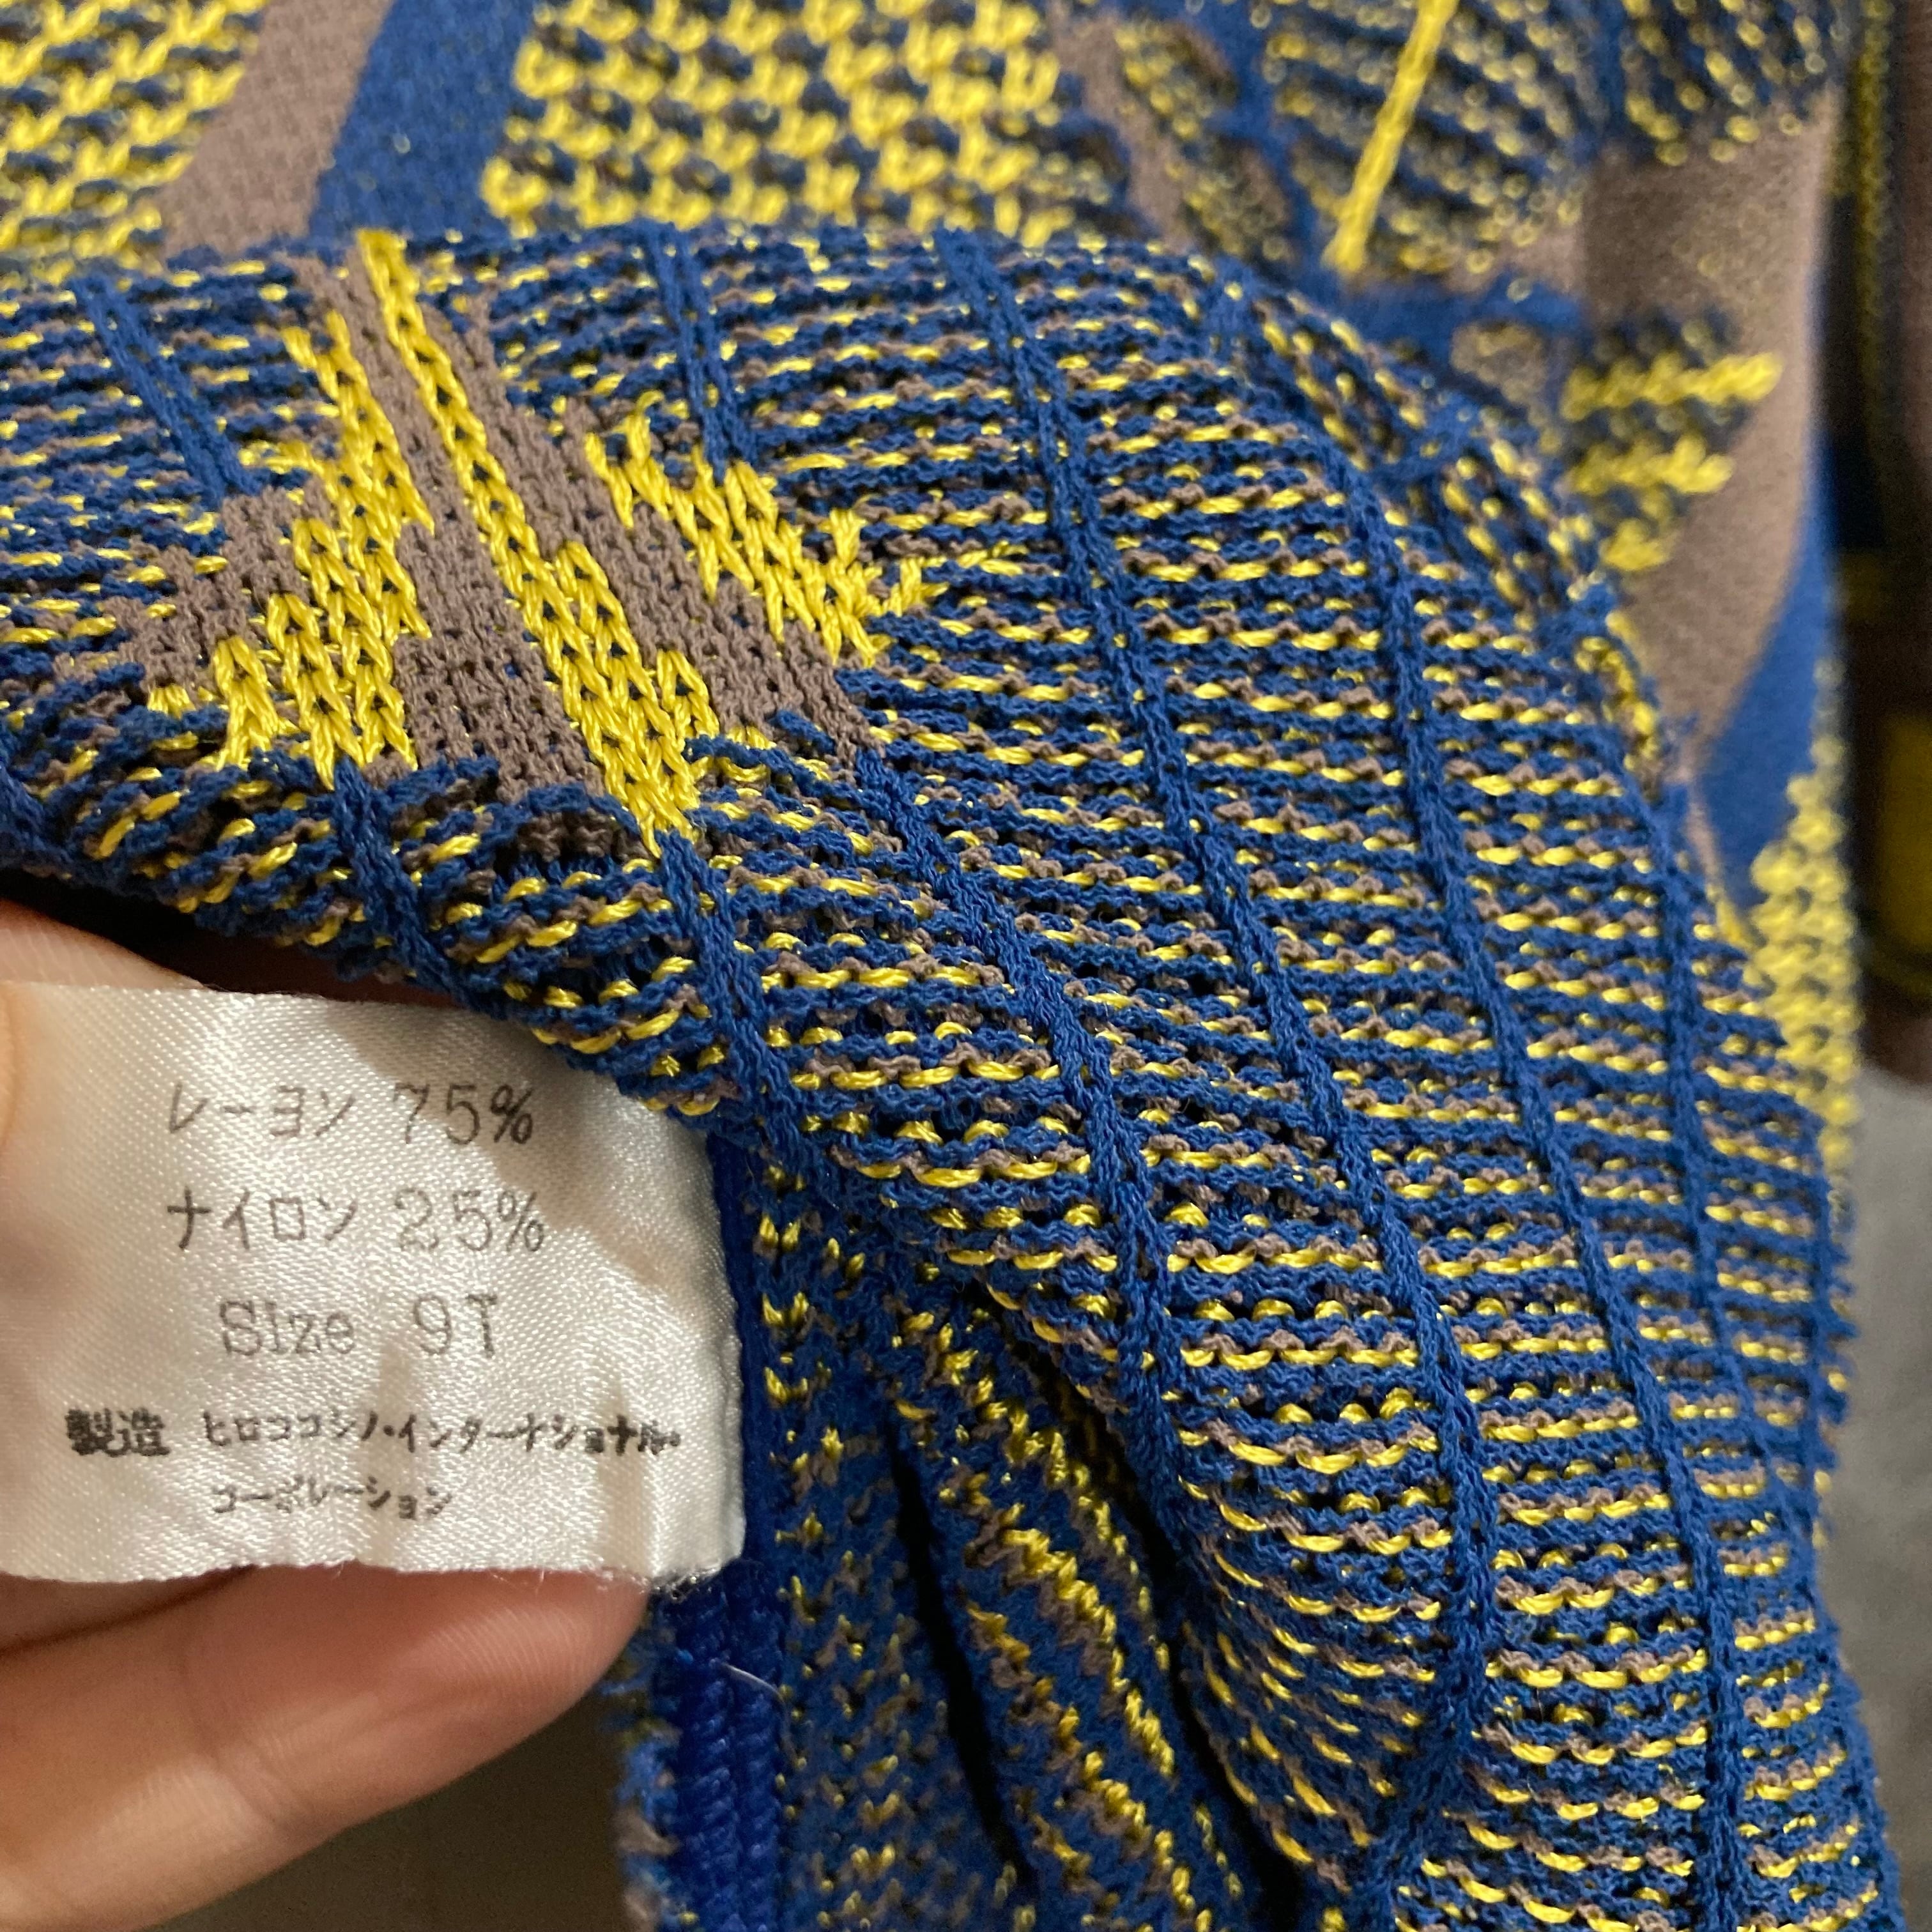 レーヨン 75%
ナイロン 25%
Size 9T
製造 ヒロココシノ・インターナショナル・
コーポレーション